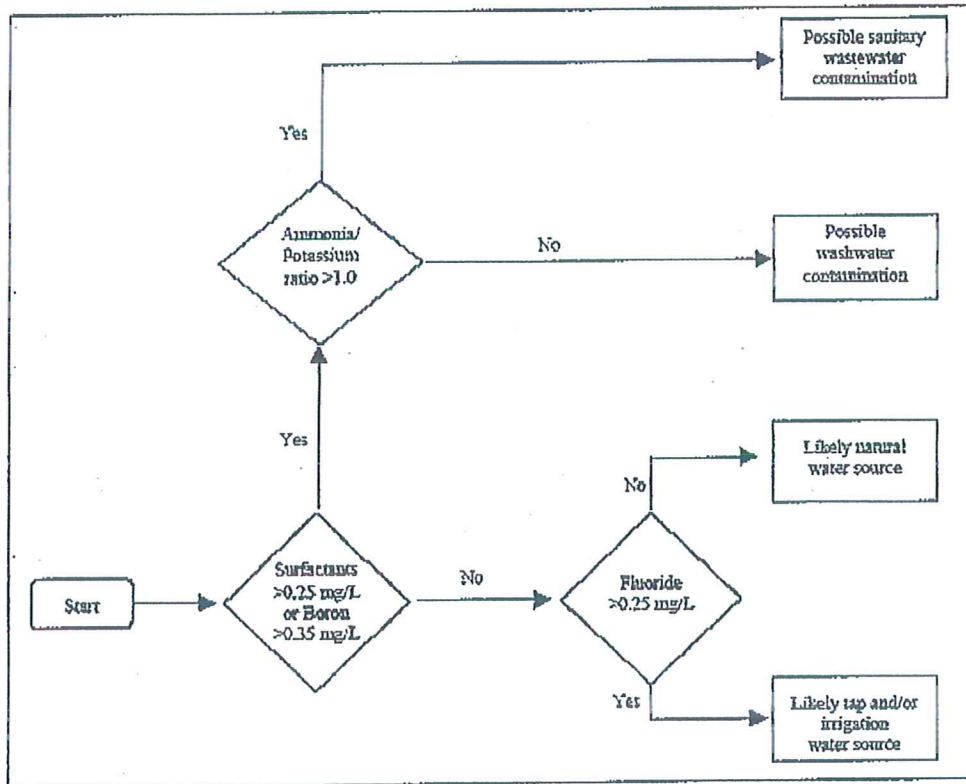 Possible sanitary
wastewater
contamination
Yes
Ammonia/
Potassium
ratio >1.0
No
Possible
washwater
contamination
Yes
Likely natural
water source
No
Surfactants
>0.25 mg/L
or Boron
>0.35 mg/L
Start
No
Fluoride
>0.25 mg/L
Yes
Likely tap and/or
irrigation
water source